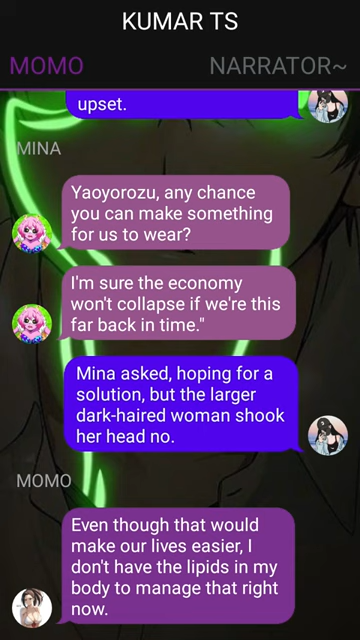 KUMAR TS
MOMO
NARRATOR~
upset.
MINA
Yaoyorozu, any chance
you can make something
for us to wear?
I'm sure the economy
won't collapse if we're this
far back in time."
Mina asked, hoping for a
solution, but the larger
dark-haired woman shook
her head no.
MOMO
Even though that would
make our lives easier, I
don't have the lipids in my
body to manage that right
now.